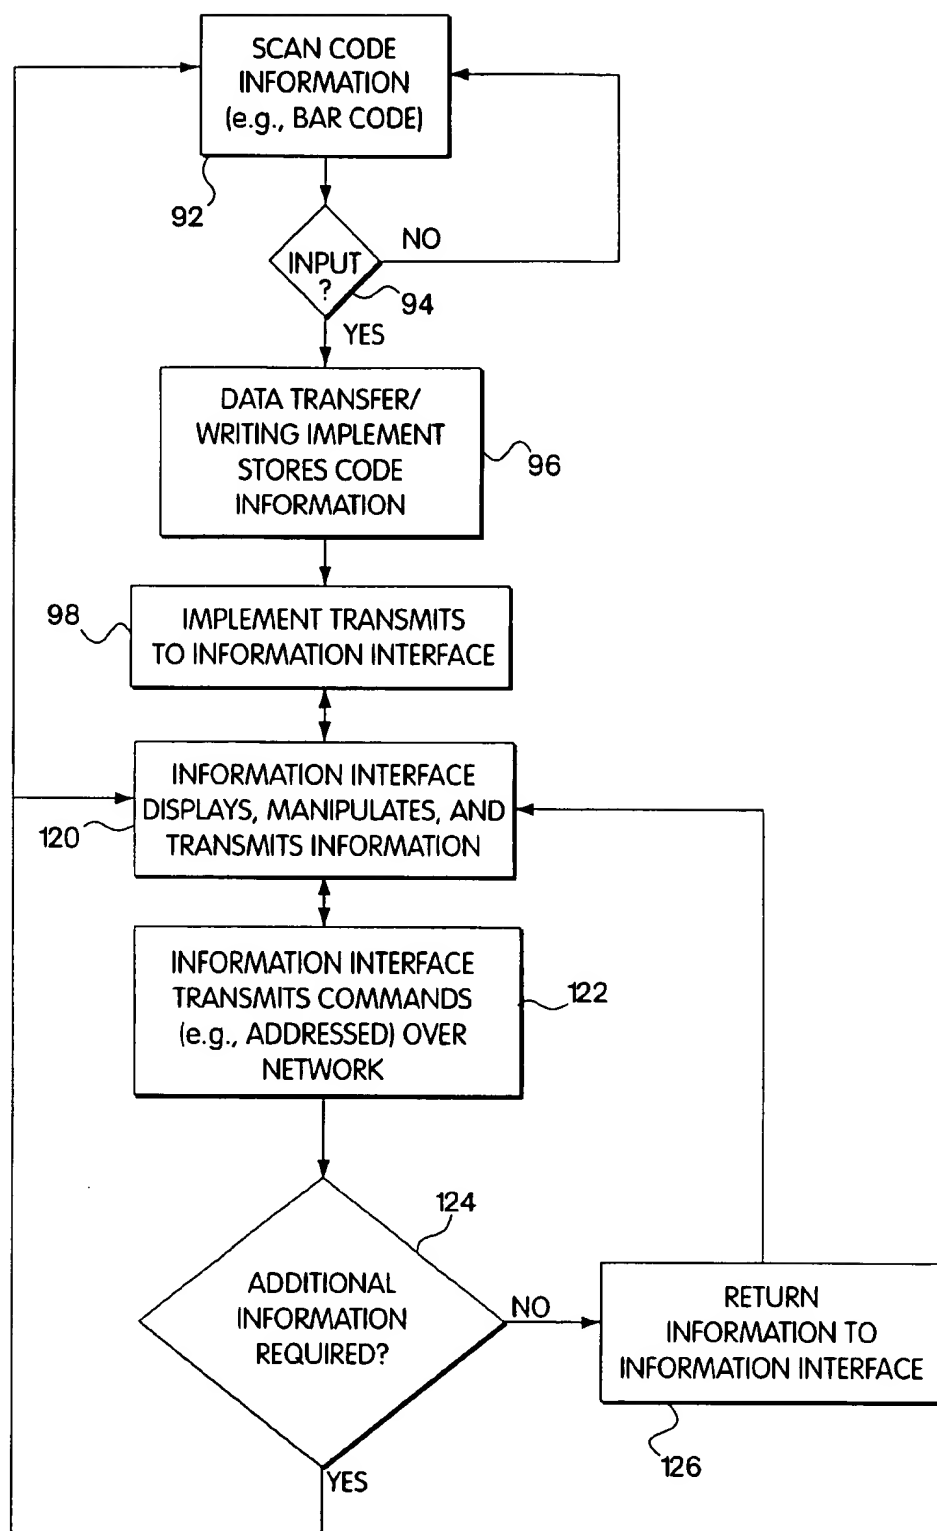 SCAN CODE
INFORMATION
(e.g., BAR CODE)
92
NO
INPUT
?
94
YES
DATA TRANSFER/
WRITING IMPLEMENT
STORES CODE
INFORMATION
96
98
IMPLEMENT TRANSMITS
TO INFORMATION INTERFACE
INFORMATION INTERFACE
DISPLAYS, MANIPULATES, AND
TRANSMITS INFORMATION
120
INFORMATION INTERFACE
TRANSMITS COMMANDS
(e.g., ADDRESSED) OVER
NETWORK
122
124
ADDITIONAL
INFORMATION
REQUIRED?
NO
RETURN
INFORMATION TO
INFORMATION INTERFACE
126
YES